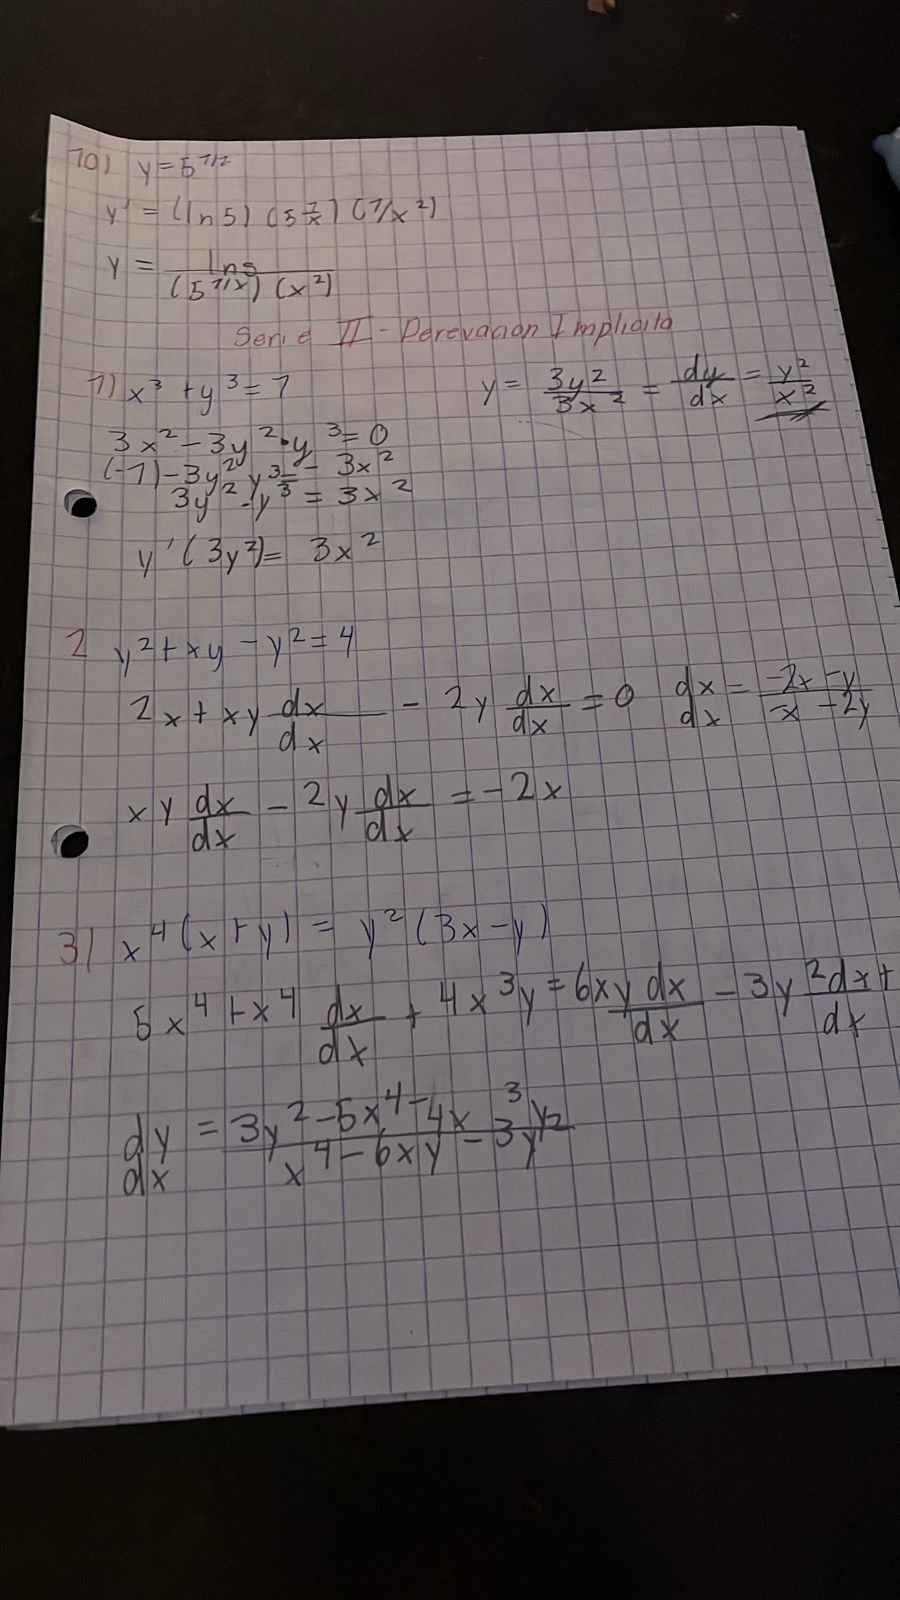 10) y = 5^7/x
y' = (ln 5) (5 7/x) (7/x²)
y = ln5 / (5^7/x) (x²)
Serie II - Derevacion Implicita
1) x³ + y³ = 1
y = 3y²/3x² = dy/dx = y²/x²
3x² - 3y² · y³ = 0
(-1) - 3y² y³ = - 3x²
3y² - y³ = 3x²
y' (3y²) = 3x²
2 y² + xy - y² = 4
2x + xy dx/dx - 2y dx/dx = 0 dx/dx = -2x - y / -x - 2y
xy dx/dx - 2y dx/dx = -2x
3) x⁴(x + y) = y²(3x - y)
5x⁴ + x⁴ dx/dx + 4x³y = 6xy dx/dx - 3y² dx/dx +
dy/dx = 3y² - 5x⁴ - 4x - ³y / x⁴ - 6xy - 3y²